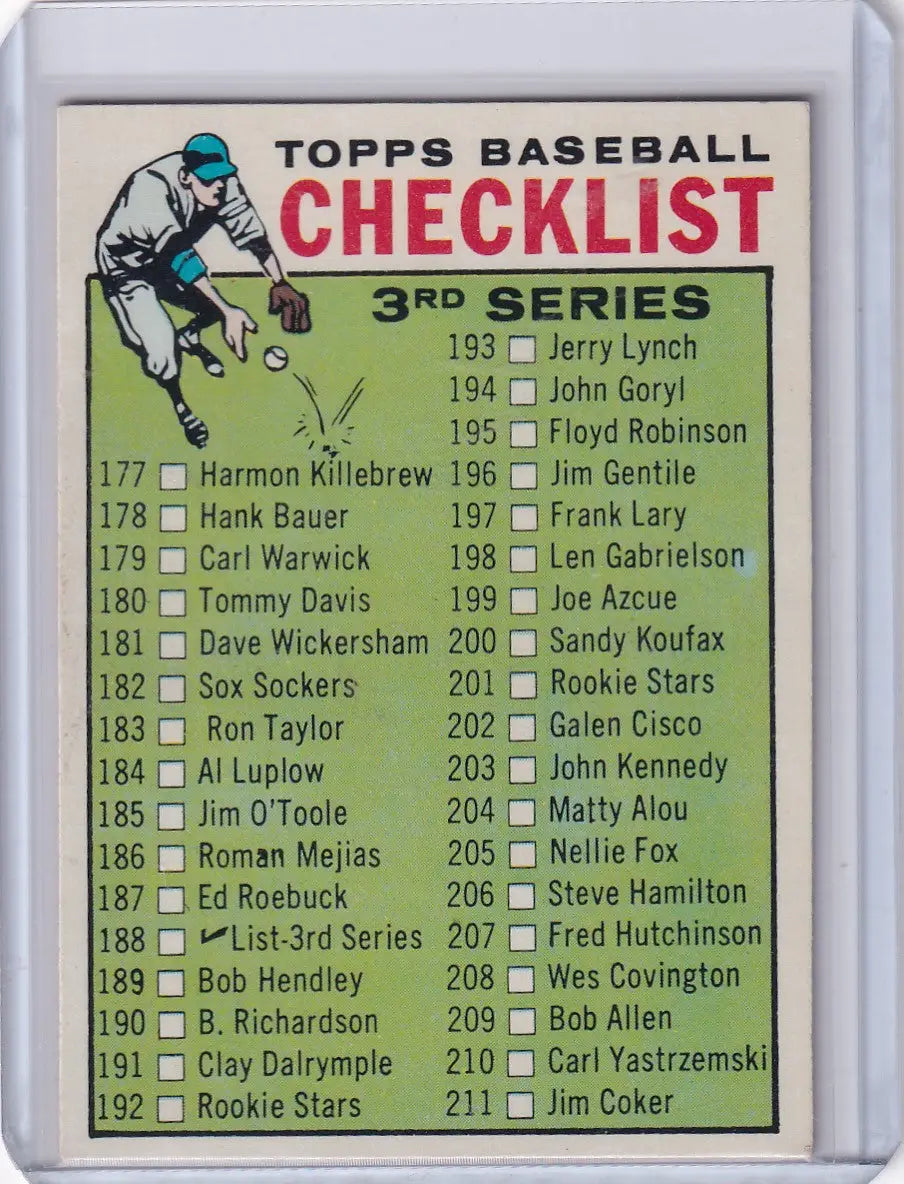 TOPPS BASEBALL
CHECKLIST
3RD SERIES
177 Harmon Killebrew
178 Hank Bauer
179 Carl Warwick
180 Tommy Davis
181 Dave Wickersham
182 Sox Sockers
183 Ron Taylor
184 Al Luplow
185 Jim O'Toole
186 Roman Mejias
187 Ed Roebuck
188 ✓List-3rd Series
189 Bob Hendley
190 B. Richardson
191 Clay Dalrymple
192 Rookie Stars
193 Jerry Lynch
194 John Goryl
195 Floyd Robinson
196 Jim Gentile
197 Frank Lary
198 Len Gabrielson
199 Joe Azcue
200 Sandy Koufax
201 Rookie Stars
202 Galen Cisco
203 John Kennedy
204 Matty Alou
205 Nellie Fox
206 Steve Hamilton
207 Fred Hutchinson
208 Wes Covington
209 Bob Allen
210 Carl Yastrzemski
211 Jim Coker